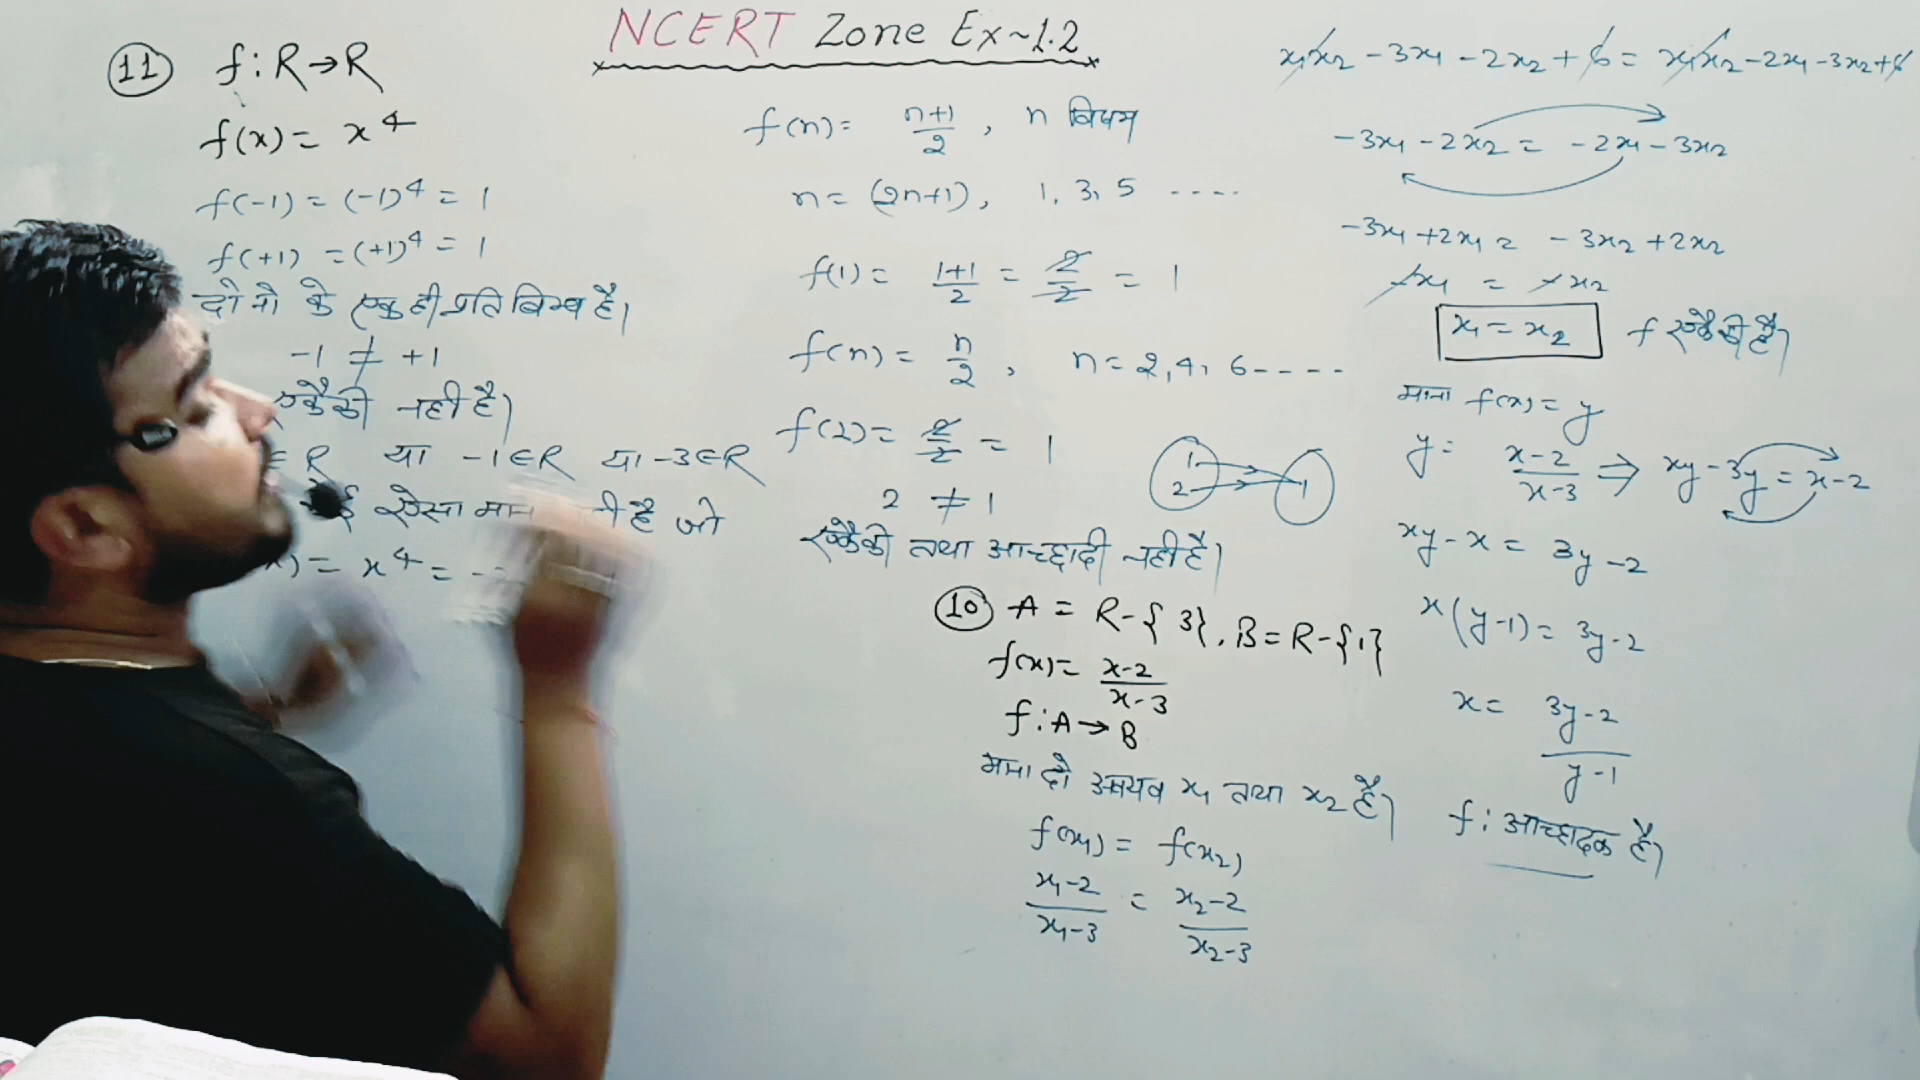 NCERT Zone Ex~1.2
11 f:R→R
f(x)= x⁴
f(-1) = (-1)⁴ = 1
f(+1) = (+1)⁴ = 1
दोनो के एक ही प्रतिबिम्ब है।
-1 ≠ +1
एकैकी नही है।
∈ R या -1∈R या -3∈R
ऐसा मान है जो
x) = x⁴ = -
f(n)= (n+1)/2 , n विषम
n= (2n+1), 1, 3, 5 ....
f(1)= (1+1)/2 = 2/2 = 1
f(n) = n/2 , n=2,4, 6----
f(2)= 2/2 = 1
2 ≠ 1
1 2 1
एकैकी तथा आच्छादी नही है।
10 A = R-{3}, B=R-{1}
f(x)= (x-2)/(x-3)
f:A→B
माना दो अवयव x₁ तथा x₂ है।
f(x₁) = f(x₂)
(x₁-2)/(x₁-3) = (x₂-2)/(x₂-3)
x₁x₂ -3x₁ -2x₂ +6 = x₁x₂ -2x₁ -3x₂+6
-3x₁ -2x₂ = -2x₁ -3x₂
-3x₁ +2x₁ = -3x₂ +2x₂
-x₁ = -x₂
x₁ = x₂ f एकैकी है।
माना f(x)= y
y= (x-2)/(x-3) ⇒ xy-3y = x-2
xy-x = 3y-2
x(y-1)= 3y-2
x= (3y-2)/(y-1)
f: आच्छादक है।